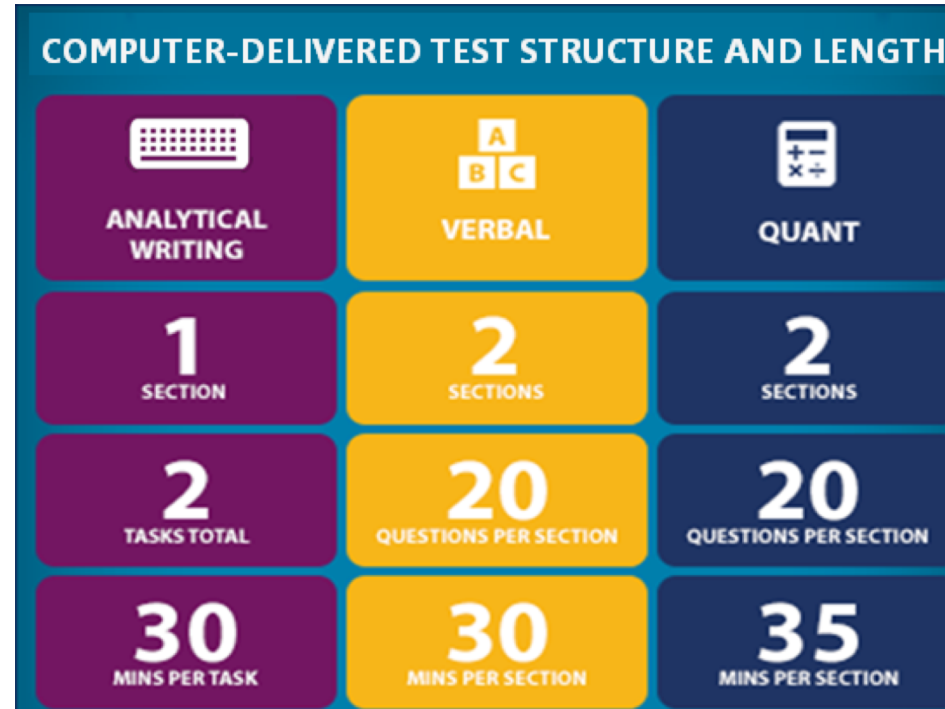 COMPUTER-DELIVERED TEST STRUCTURE AND LENGTH
ANALYTICAL
WRITING
A
B C
VERBAL
+ −
× ÷
QUANT
1
SECTION
2
SECTIONS
2
SECTIONS
2
TASKS TOTAL
20
QUESTIONS PER SECTION
20
QUESTIONS PER SECTION
30
MINS PER TASK
30
MINS PER SECTION
35
MINS PER SECTION